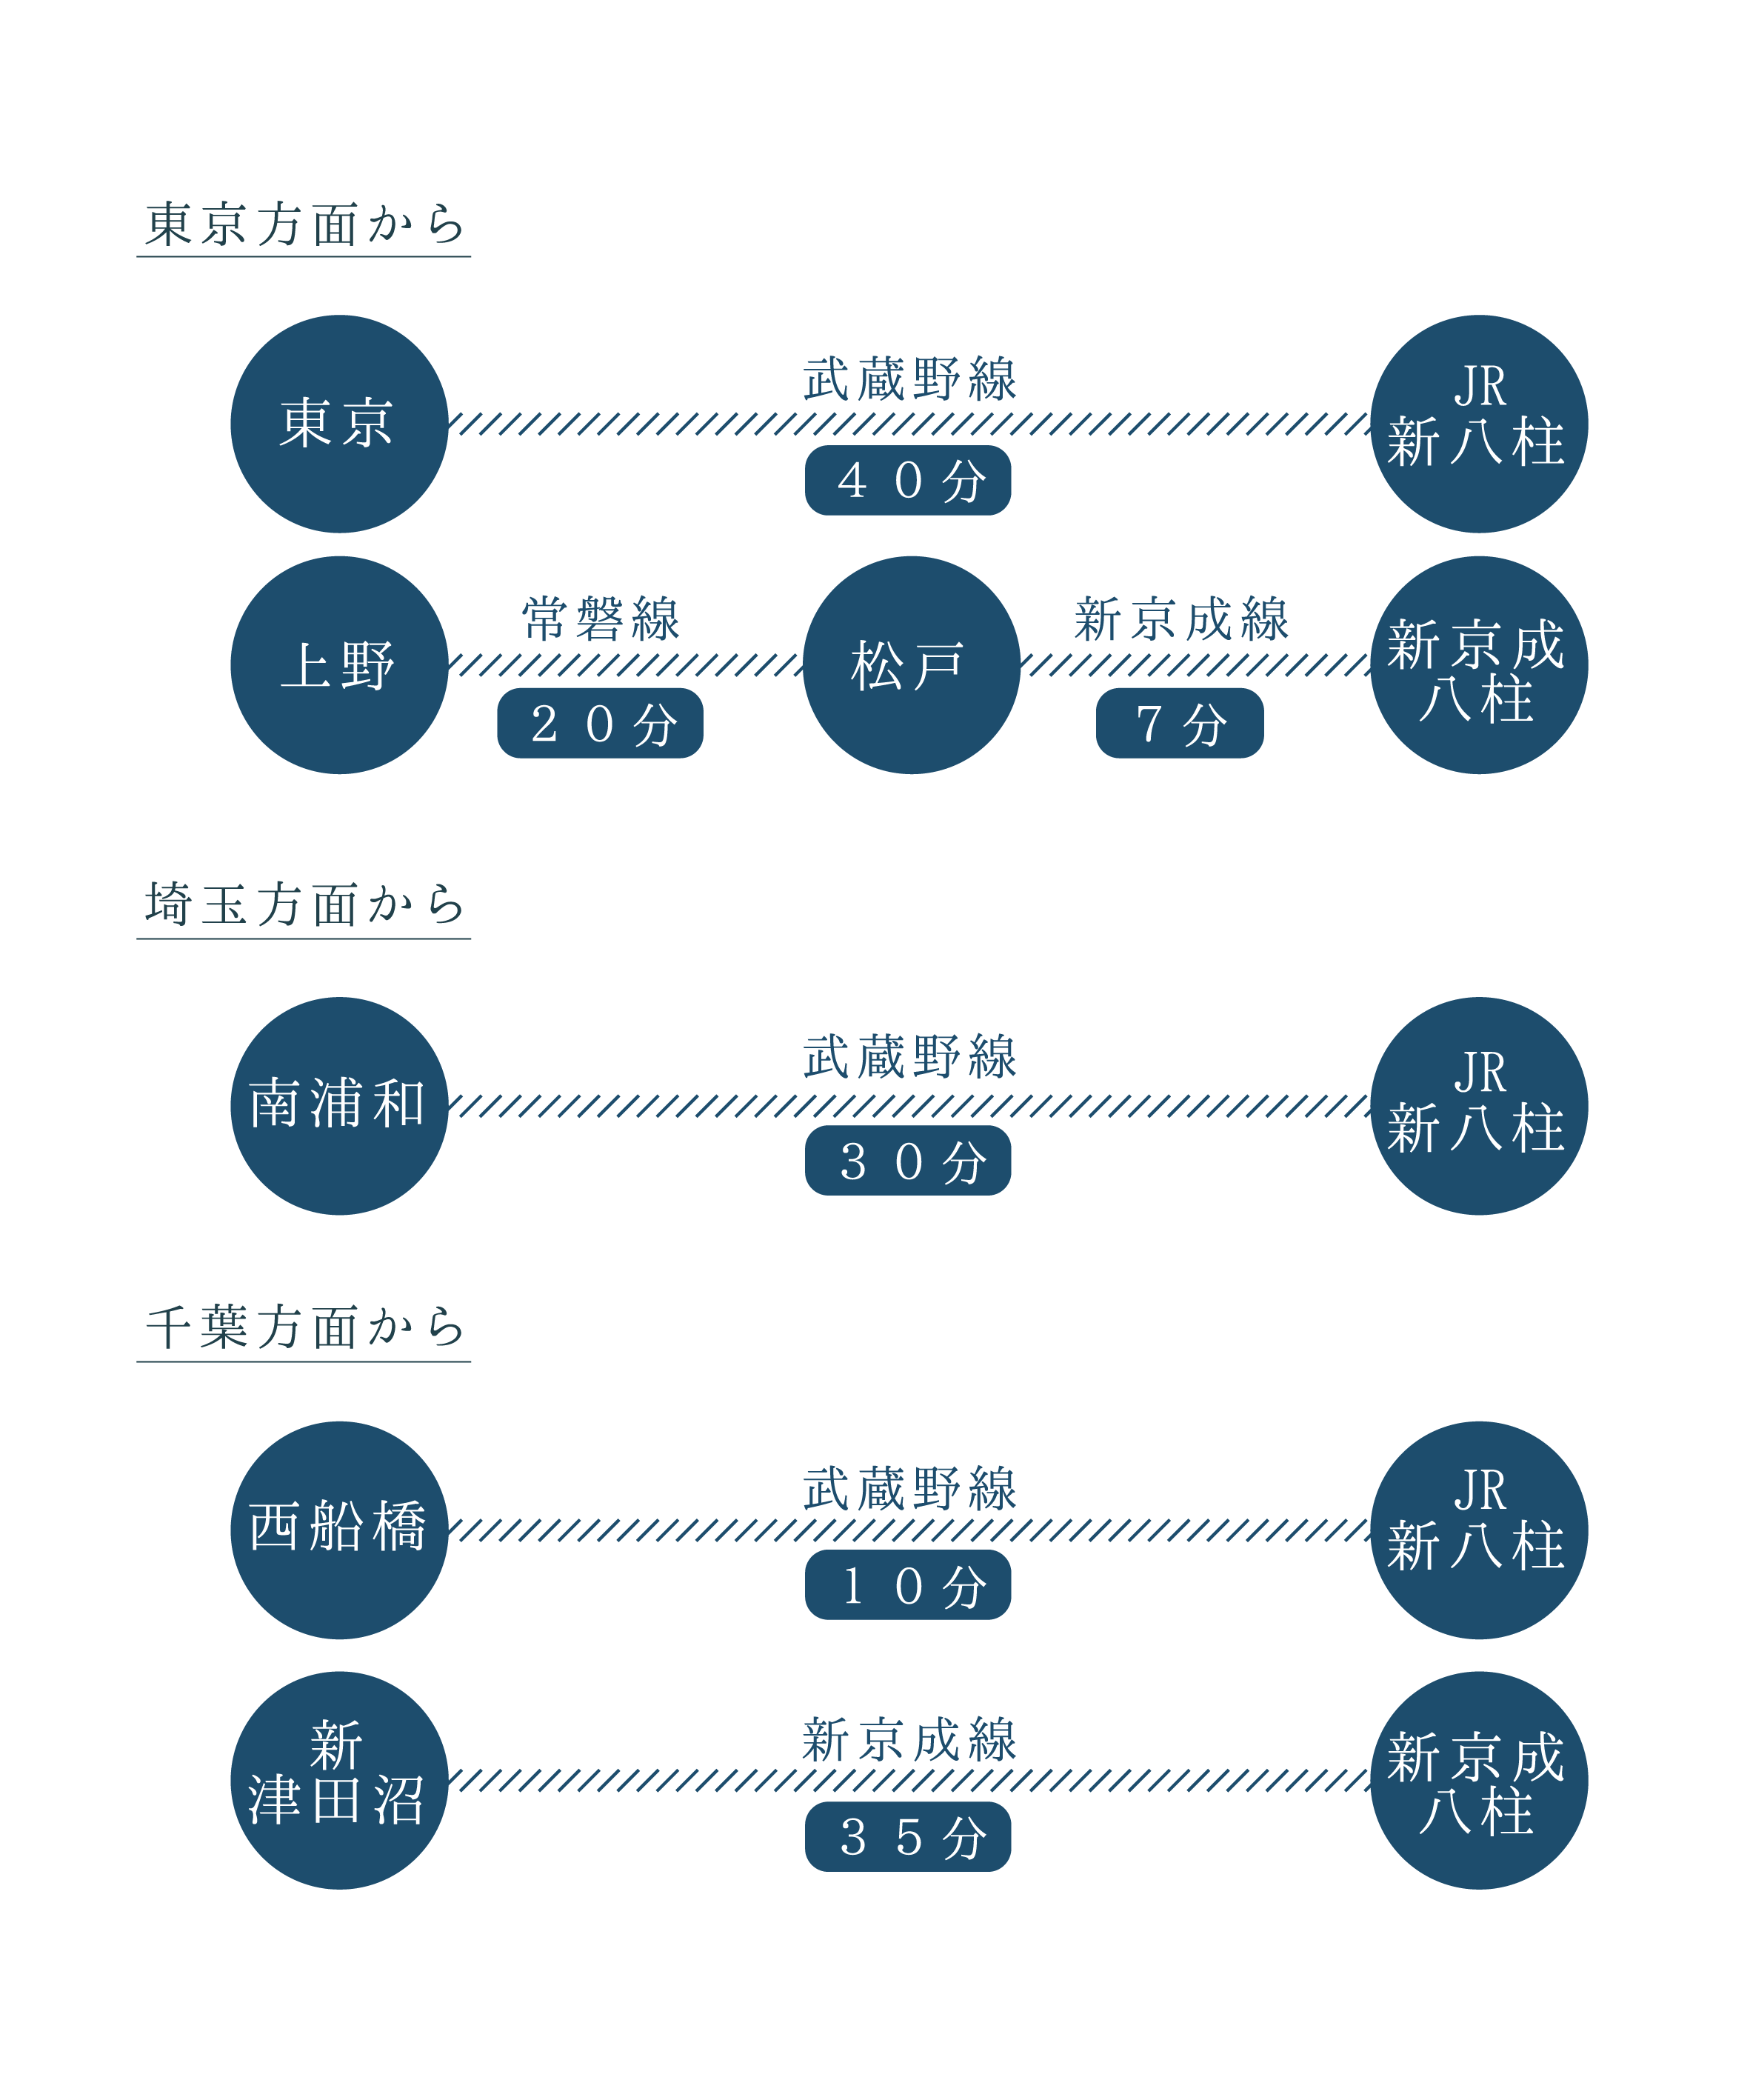 東京方面から
東京
武蔵野線
４０分
JR
新八柱
上野
常磐線
２０分
松戸
新京成線
７分
新京成
八柱
埼玉方面から
南浦和
武蔵野線
３０分
JR
新八柱
千葉方面から
西船橋
武蔵野線
１０分
JR
新八柱
新
津田沼
新京成線
３５分
新京成
八柱